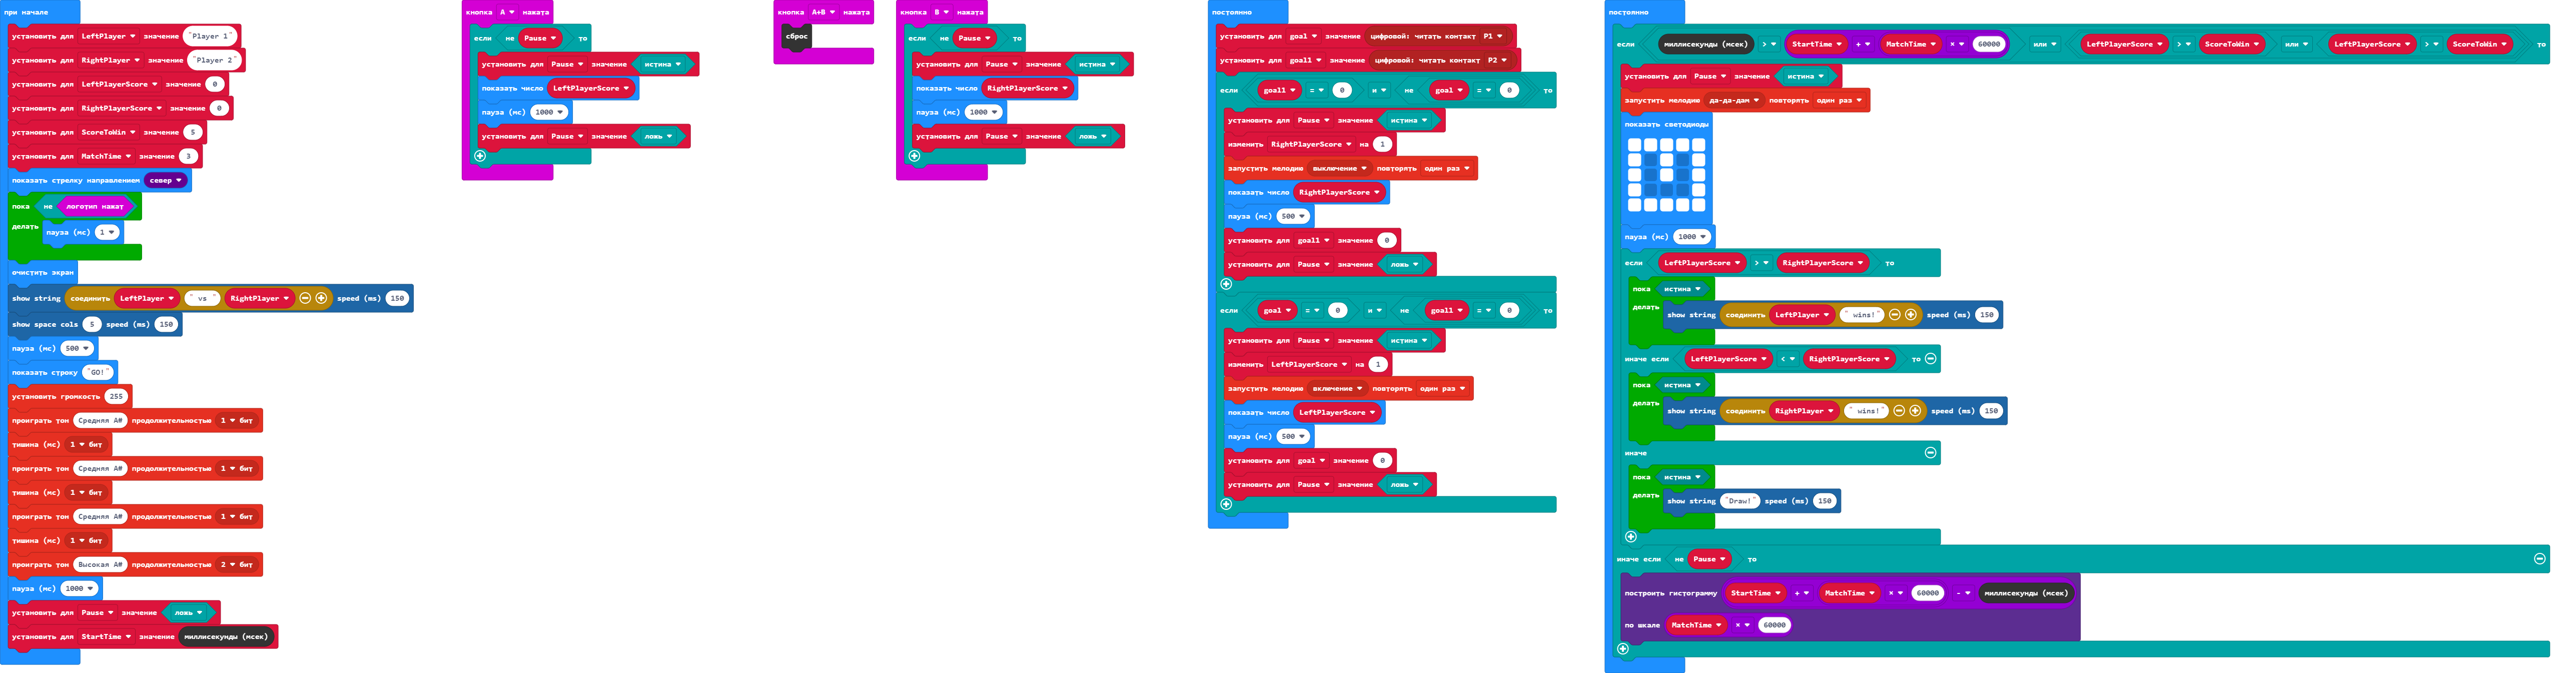 при начале
установить для LeftPlayer значение "Player 1"
установить для RightPlayer значение "Player 2"
установить для LeftPlayerScore значение 0
установить для RightPlayerScore значение 0
установить для ScoreToWin значение 5
установить для MatchTime значение 3
показать стрелку направлением север
пока не логотип нажат
делать пауза (мс) 1
очистить экран
show string соединить LeftPlayer " vs " RightPlayer speed (ms) 150
show space cols 5 speed (ms) 150
пауза (мс) 500
показать строку "GO!"
установить громкость 255
проиграть тон Средняя A# продолжительностью 1 бит
тишина (мс) 1 бит
проиграть тон Средняя A# продолжительностью 1 бит
тишина (мс) 1 бит
проиграть тон Средняя A# продолжительностью 1 бит
тишина (мс) 1 бит
проиграть тон Высокая A# продолжительностью 2 бит
пауза (мс) 1000
установить для Pause значение ложь
установить для StartTime значение миллисекунды (мсек)
кнопка A нажата
если не Pause то
установить для Pause значение истина
показать число LeftPlayerScore
пауза (мс) 1000
установить для Pause значение ложь
кнопка A+B нажата
сброс
кнопка B нажата
если не Pause то
установить для Pause значение истина
показать число RightPlayerScore
пауза (мс) 1000
установить для Pause значение ложь
постоянно
установить для goal значение цифровой: читать контакт P1
установить для goal1 значение цифровой: читать контакт P2
если goal1 = 0 и не goal = 0 то
установить для Pause значение истина
изменить RightPlayerScore на 1
запустить мелодию выключение повторять один раз
показать число RightPlayerScore
пауза (мс) 500
установить для goal1 значение 0
установить для Pause значение ложь
если goal = 0 и не goal1 = 0 то
установить для Pause значение истина
изменить LeftPlayerScore на 1
запустить мелодию включение повторять один раз
показать число LeftPlayerScore
пауза (мс) 500
установить для goal значение 0
установить для Pause значение ложь
постоянно
если миллисекунды (мсек) > StartTime + MatchTime × 60000 или LeftPlayerScore > ScoreToWin или LeftPlayerScore > ScoreToWin то
установить для Pause значение истина
запустить мелодию да-да-дам повторять один раз
показать светодиоды
пауза (мс) 1000
если LeftPlayerScore > RightPlayerScore то
пока истина
делать show string соединить LeftPlayer " wins!" speed (ms) 150
иначе если LeftPlayerScore < RightPlayerScore то
пока истина
делать show string соединить RightPlayer " wins!" speed (ms) 150
иначе
пока истина
делать show string "Draw!" speed (ms) 150
иначе если не Pause то
построить гистограмму StartTime + MatchTime × 60000 - миллисекунды (мсек)
по шкале MatchTime × 60000